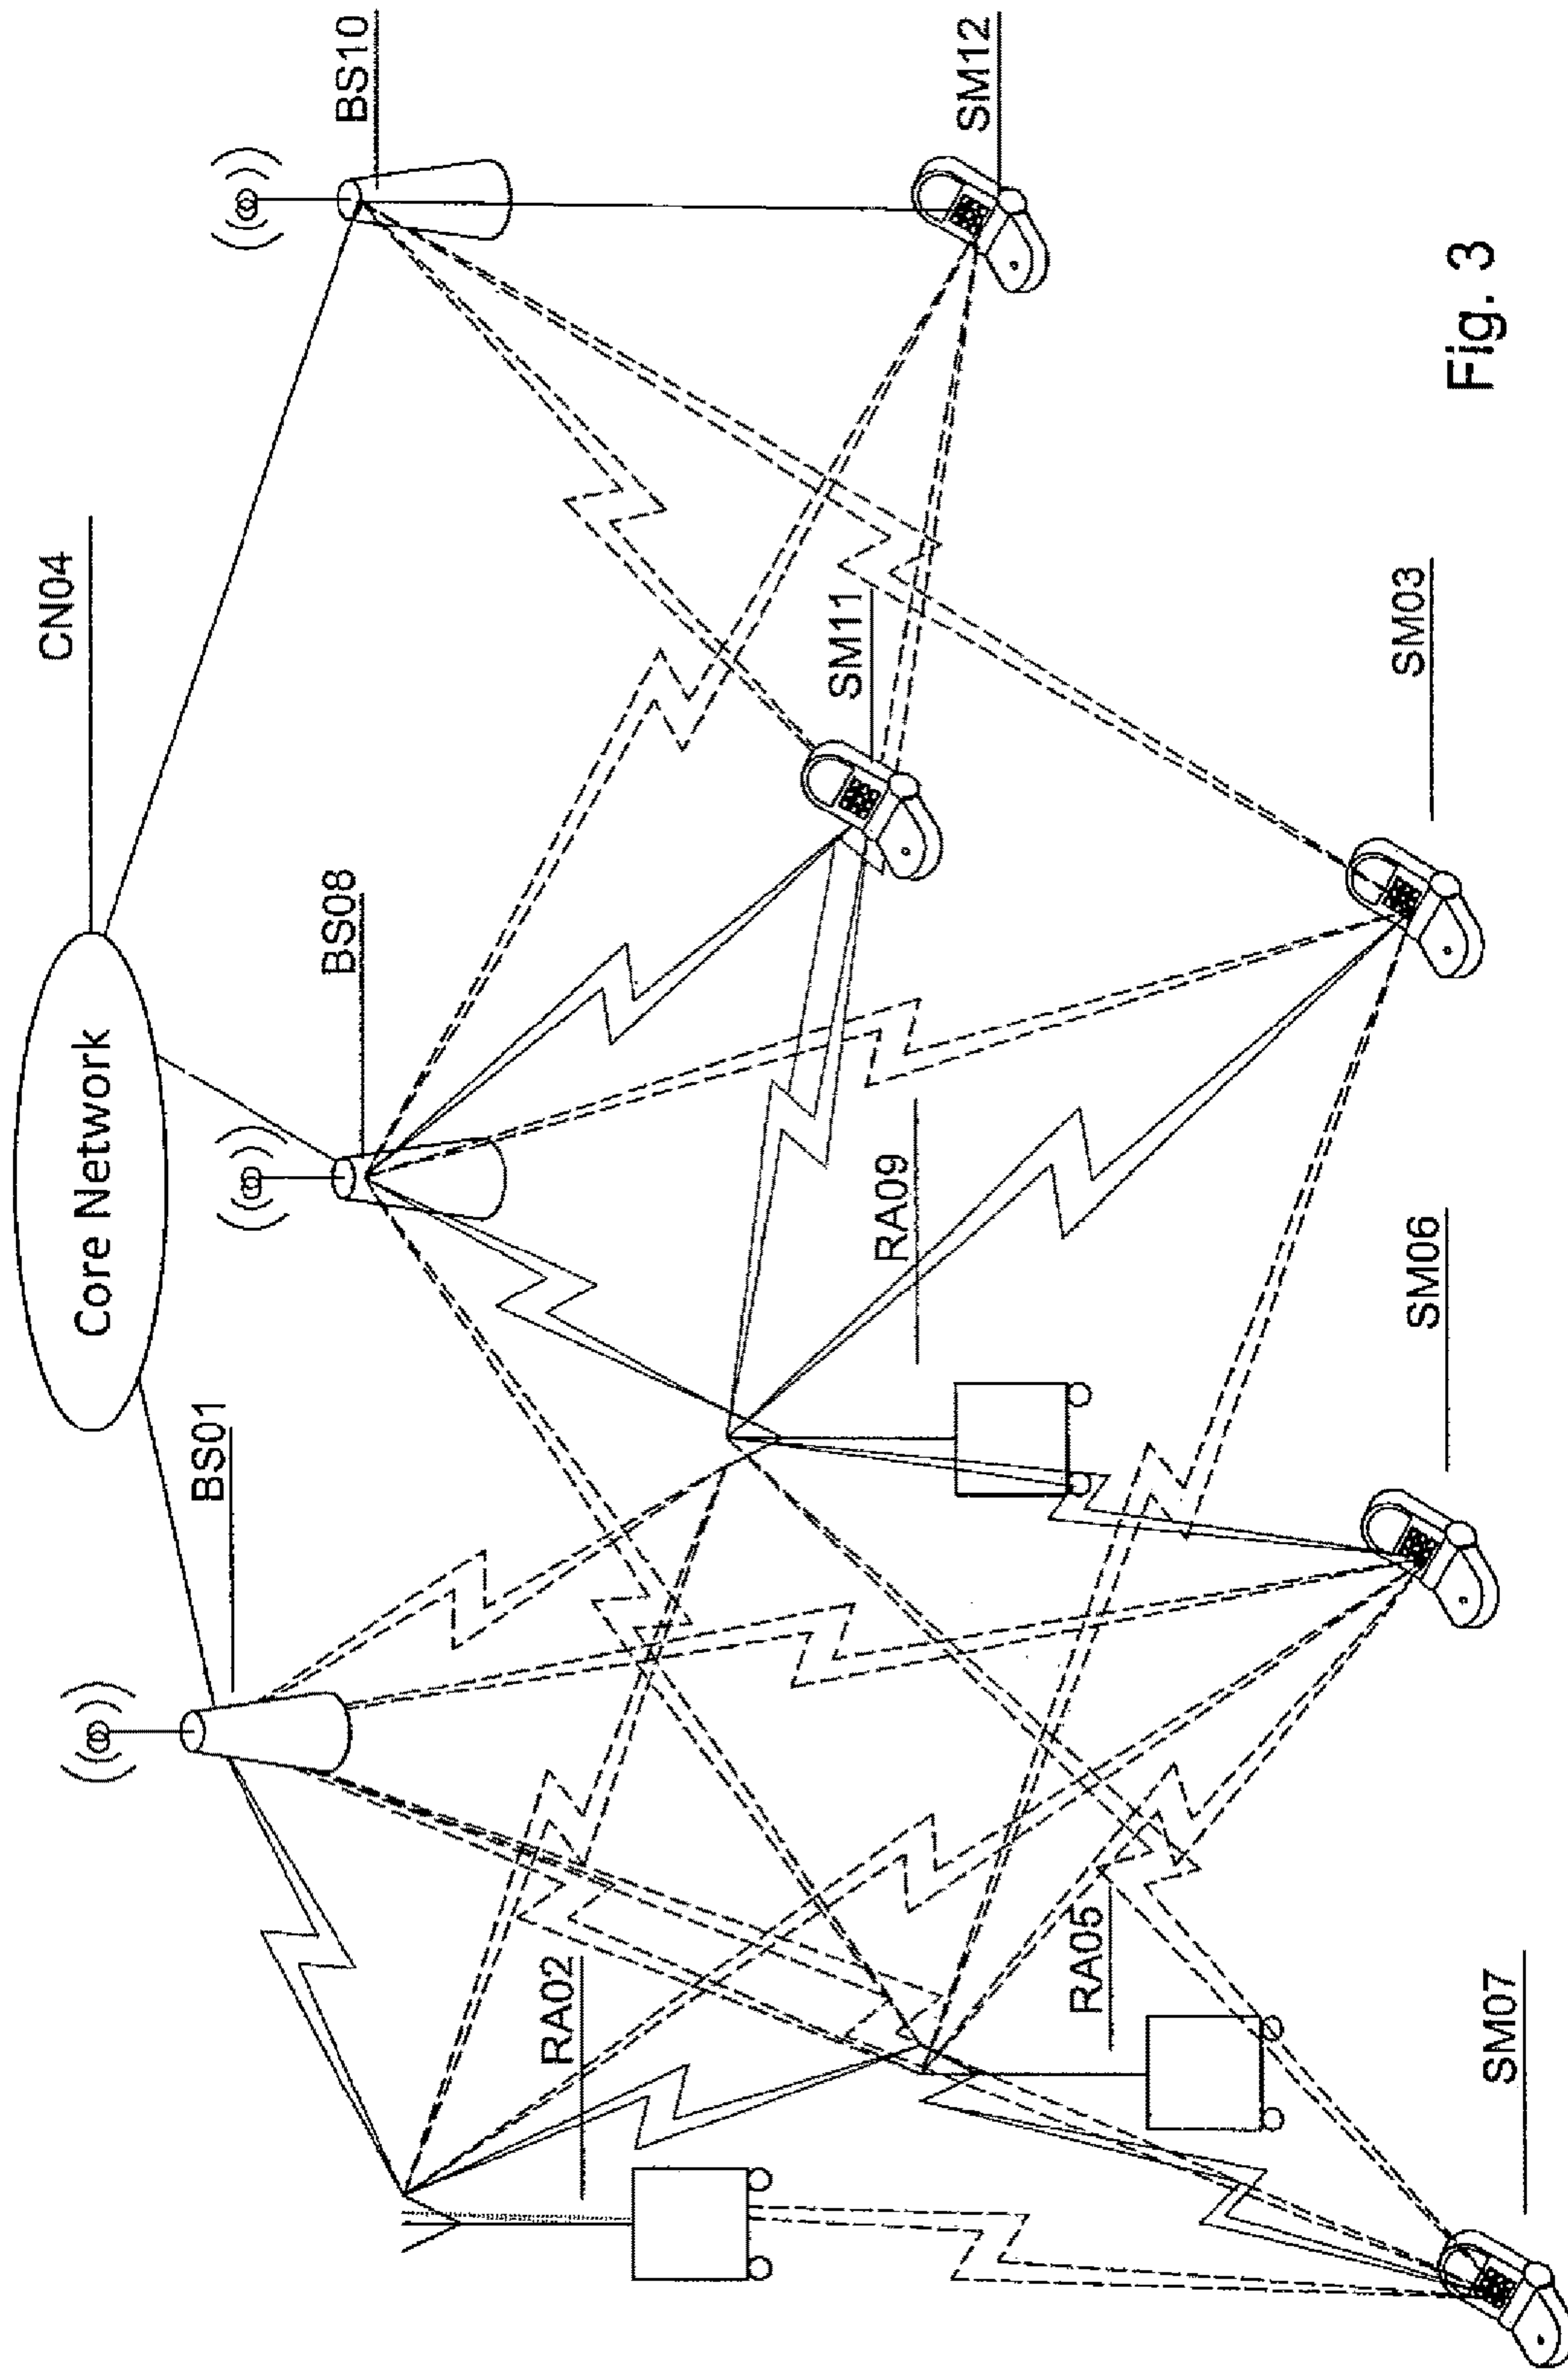 CN04
Core Network
BS01
BS08
BS10
RA02
RA09
SM11
SM12
RA05
SM07
SM06
SM03
Fig. 3